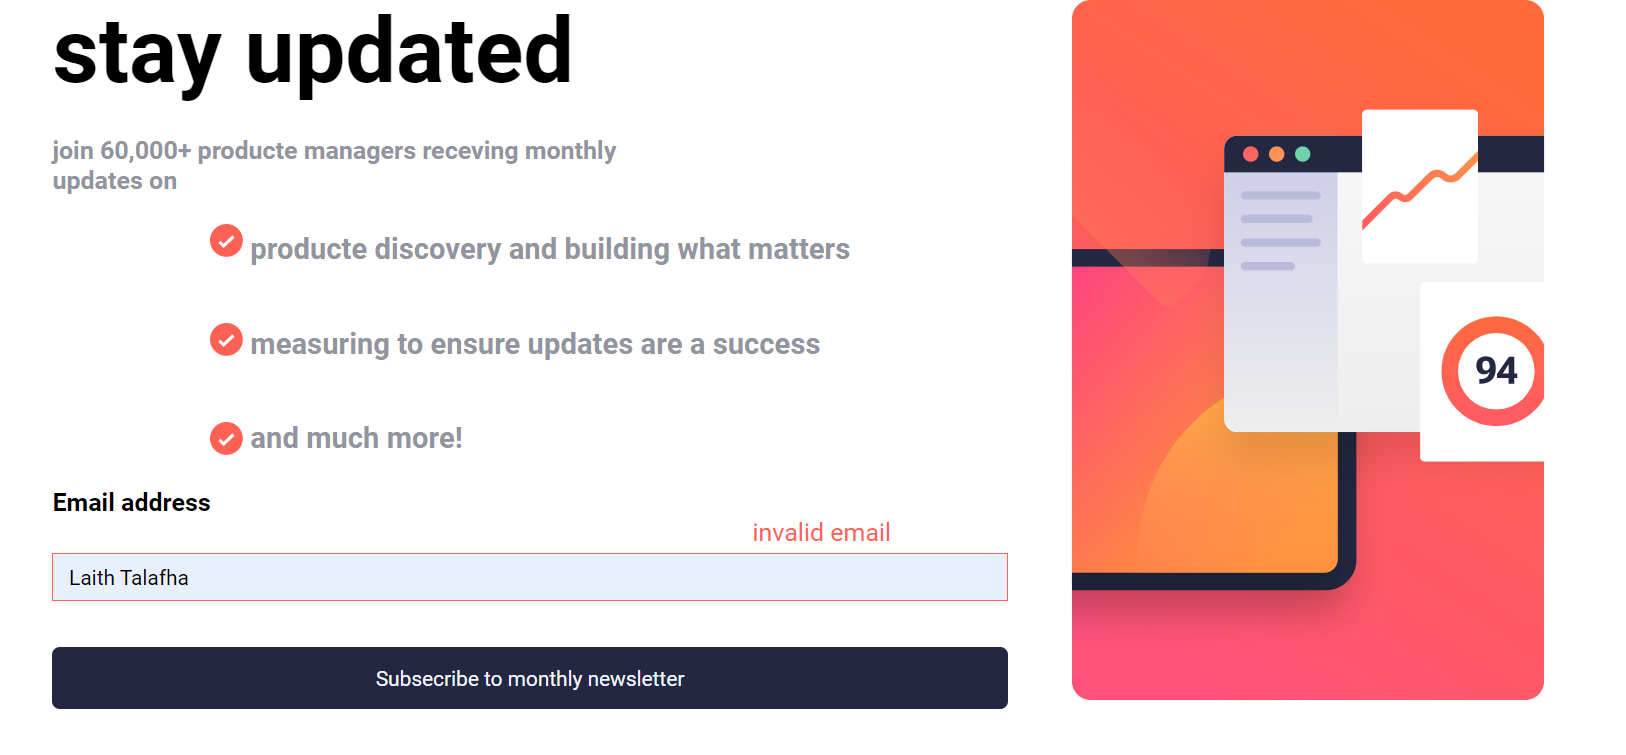 stay updated
join 60,000+ producte managers receving monthly
updates on
producte discovery and building what matters
measuring to ensure updates are a success
and much more!
Email address
invalid email
Laith Talafha
Subsecribe to monthly newsletter
94